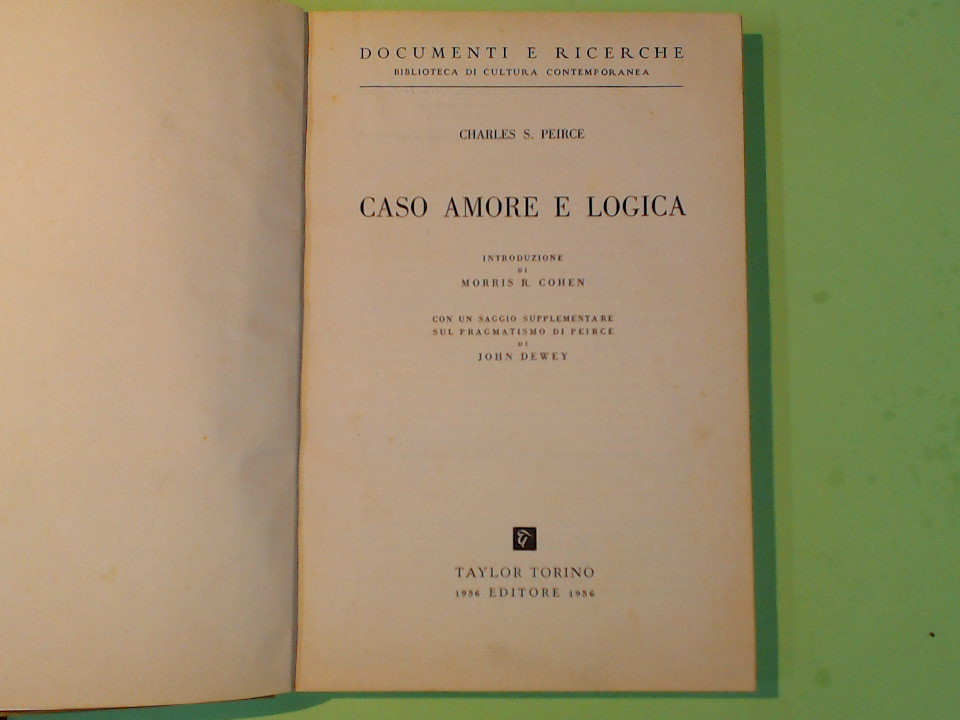 DOCUMENTI E RICERCHE
BIBLIOTECA DI CULTURA CONTEMPORANEA
CHARLES S. PEIRCE
CASO AMORE E LOGICA
INTRODUZIONE
DI
MORRIS R. COHEN
CON UN SAGGIO SUPPLEMENTARE
SUL PRAGMATISMO DI PEIRCE
DI
JOHN DEWEY
TAYLOR TORINO
1956 EDITORE 1956